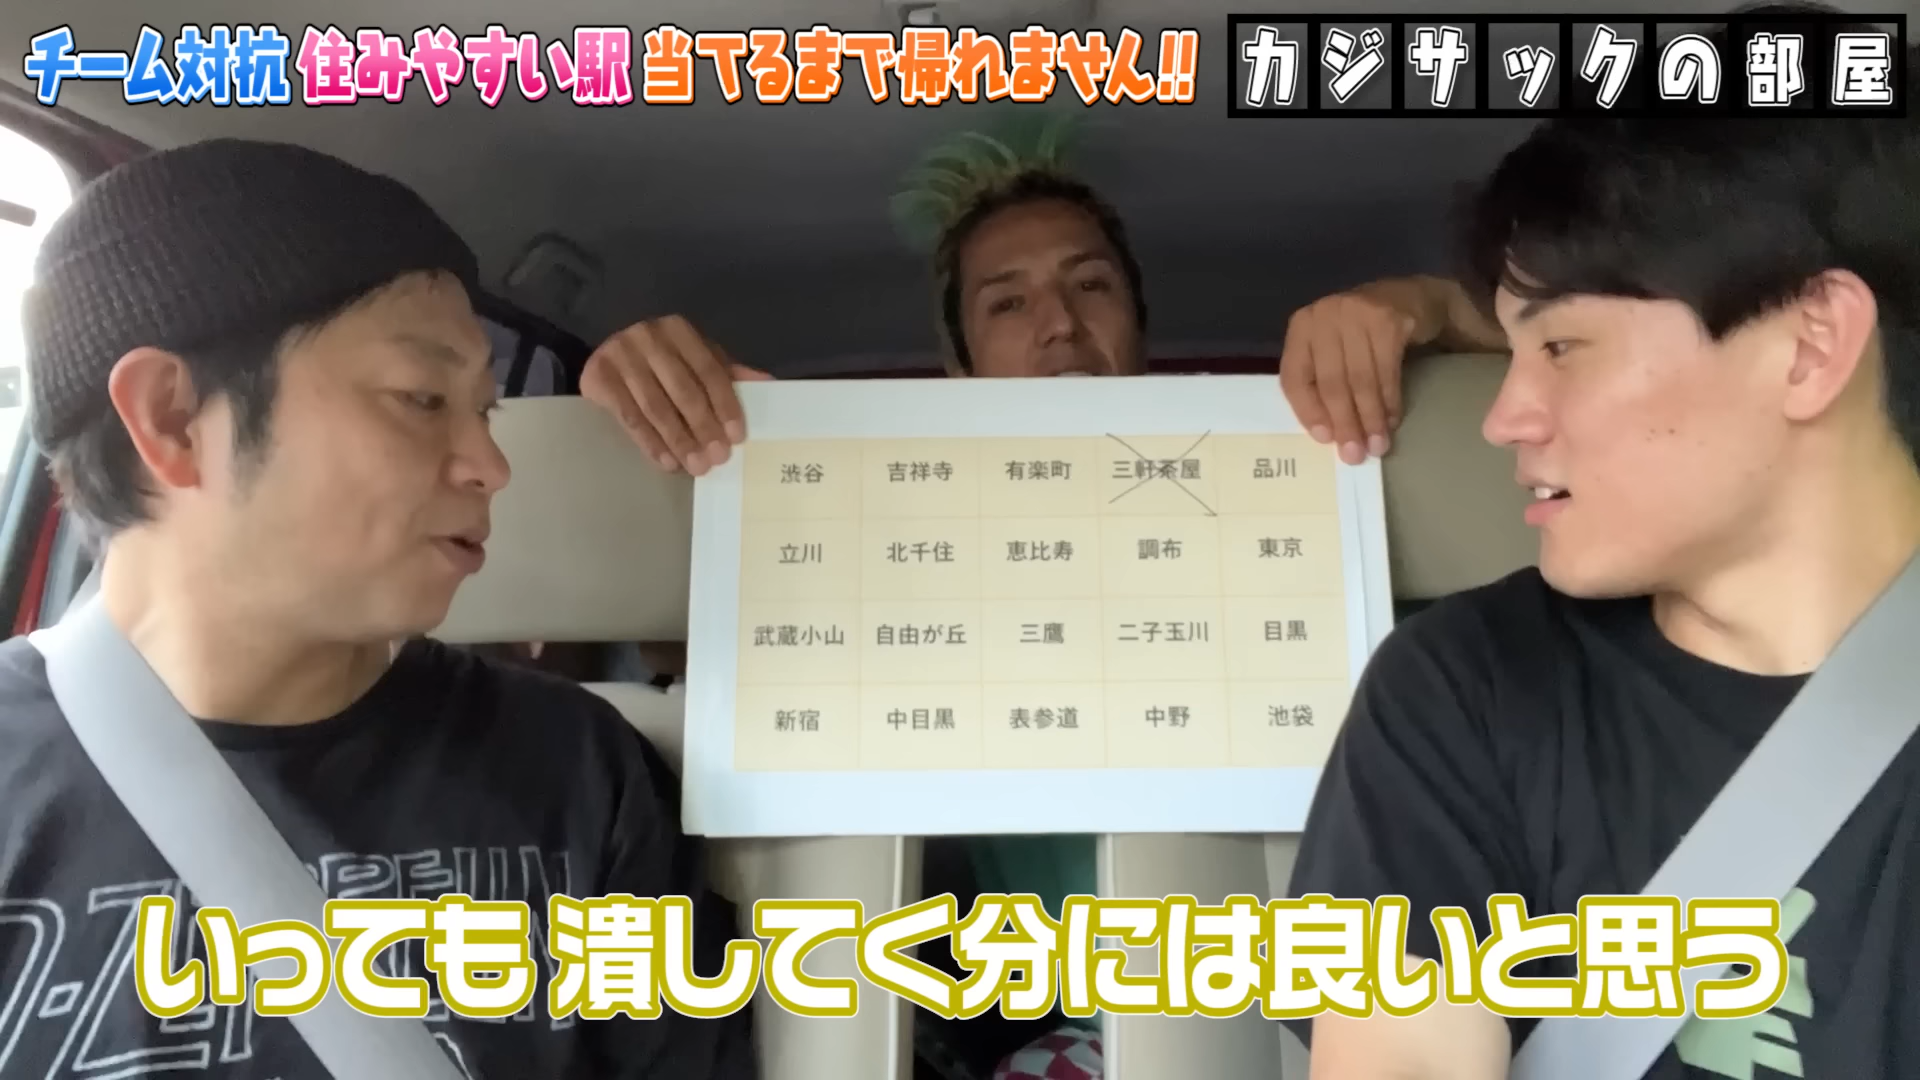 チーム対抗 住みやすい駅 当てるまで帰れません!! カジサックの部屋
渋谷 吉祥寺 有楽町 三軒茶屋 品川
立川 北千住 恵比寿 調布 東京
武蔵小山 自由が丘 三鷹 二子玉川 目黒
新宿 中目黒 表参道 中野 池袋
いっても 潰してく分には良いと思う